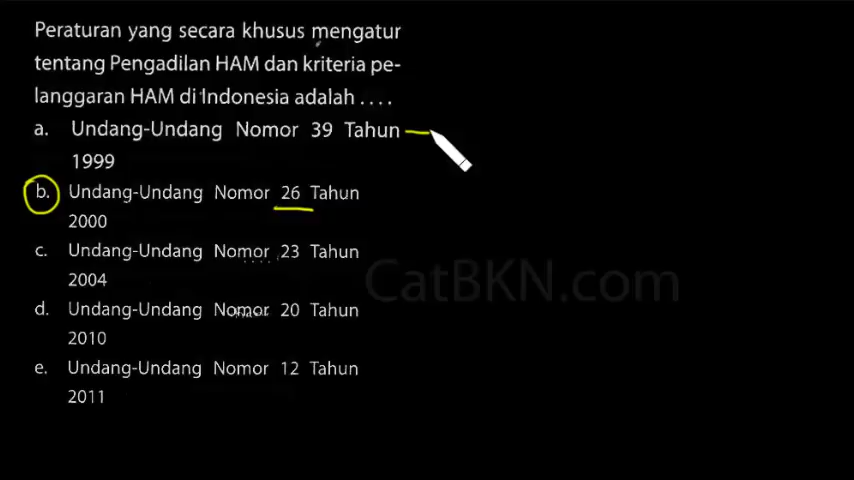 Peraturan yang secara khusus mengatur
tentang Pengadilan HAM dan kriteria pe-
langgaran HAM di Indonesia adalah . . . .
a. Undang-Undang Nomor 39 Tahun
1999
b. Undang-Undang Nomor 26 Tahun
2000
c. Undang-Undang Nomor 23 Tahun
2004
d. Undang-Undang Nomor 20 Tahun
2010
e. Undang-Undang Nomor 12 Tahun
2011
CatBKN.com